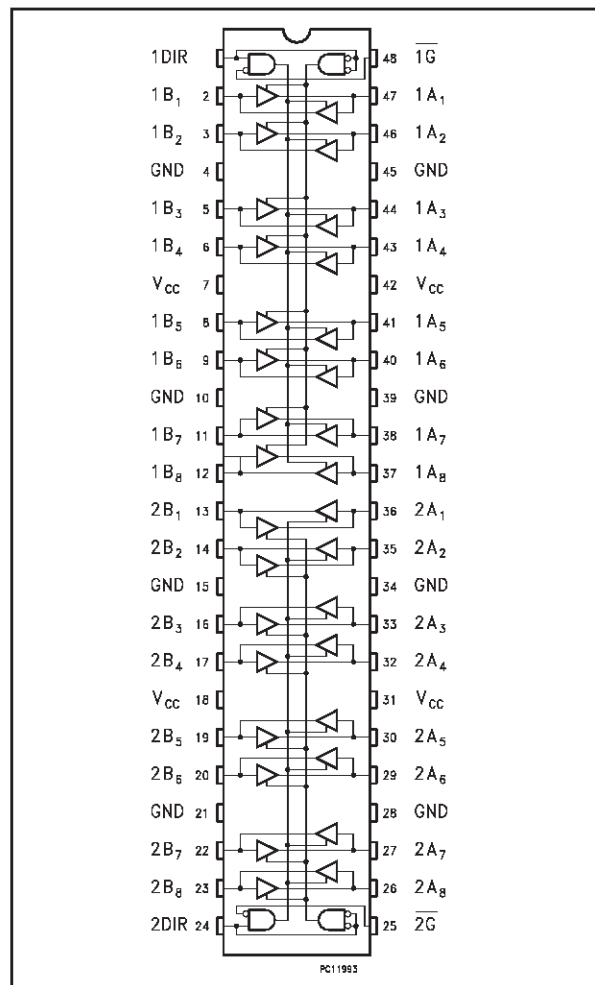 1DIR 48 1G̅
1B₁ 2 47 1A₁
1B₂ 3 46 1A₂
GND 4 45 GND
1B₃ 5 44 1A₃
1B₄ 6 43 1A₄
V_CC 7 42 V_CC
1B₅ 8 41 1A₅
1B₆ 9 40 1A₆
GND 10 39 GND
1B₇ 11 38 1A₇
1B₈ 12 37 1A₈
2B₁ 13 36 2A₁
2B₂ 14 35 2A₂
GND 15 34 GND
2B₃ 16 33 2A₃
2B₄ 17 32 2A₄
V_CC 18 31 V_CC
2B₅ 19 30 2A₅
2B₆ 20 29 2A₆
GND 21 28 GND
2B₇ 22 27 2A₇
2B₈ 23 26 2A₈
2DIR 24 25 2G̅
PC11993